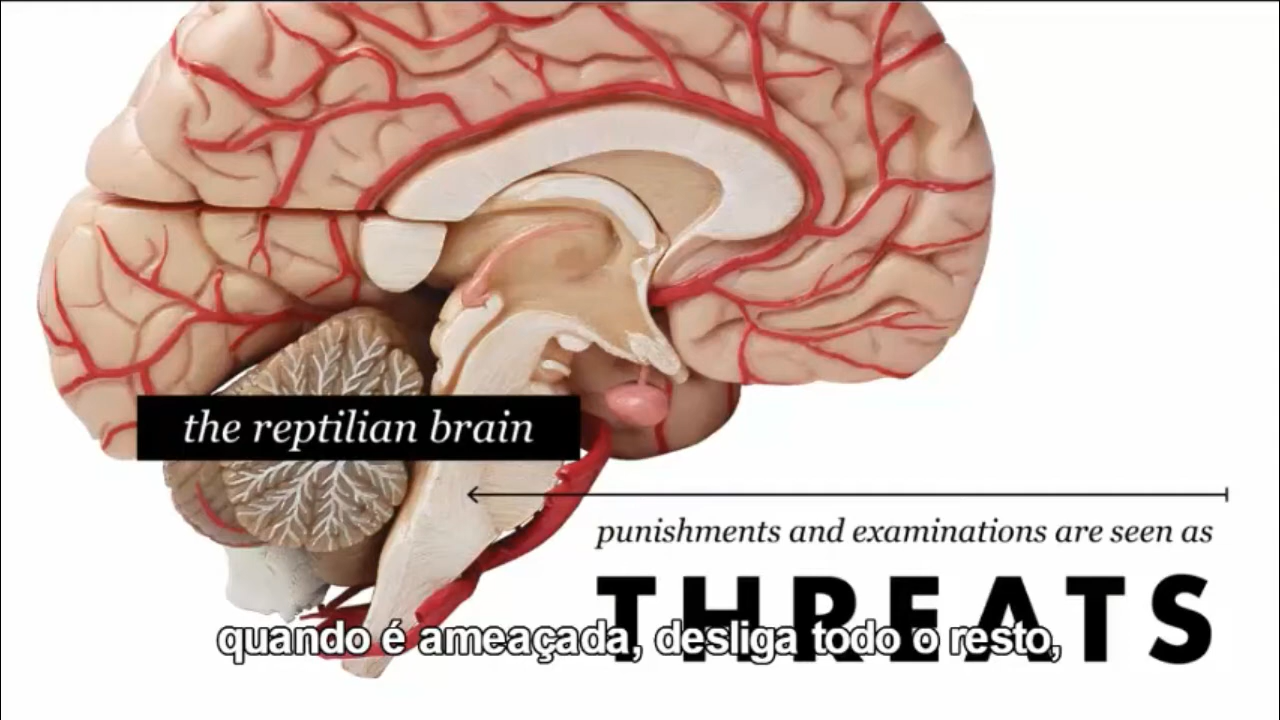 the reptilian brain
punishments and examinations are seen as
THREATS
quando é ameaçada, desliga todo o resto,